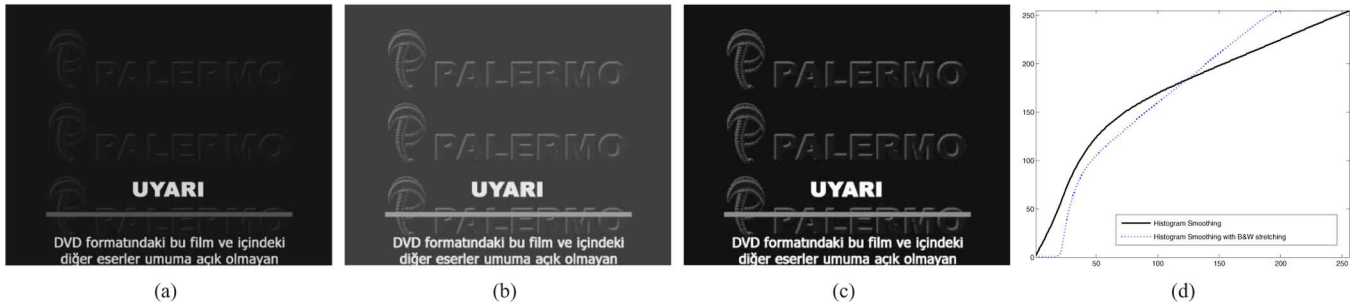 PALERMO
PALERMO
UYARI
PALERMO
DVD formatındaki bu film ve içindeki
diğer eserler umuma açık olmayan
(a)
PALERMO
PALERMO
UYARI
PALERMO
DVD formatındaki bu film ve içindeki
diğer eserler umuma açık olmayan
(b)
PALERMO
PALERMO
UYARI
PALERMO
DVD formatındaki bu film ve içindeki
diğer eserler umuma açık olmayan
(c)
250
200
150
100
50
0
50 100 150 200 250
Histogram Smoothing
Histogram Smoothing with B&W stretching
(d)